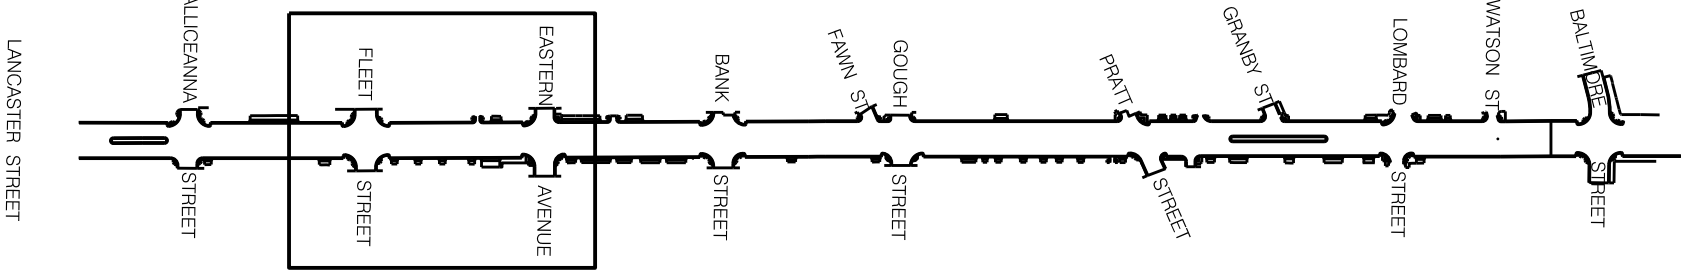 LANCASTER STREET
ALLICEANNA STREET
FLEET STREET
EASTERN AVENUE
BANK STREET
FAWN ST
GOUGH STREET
PRATT STREET
GRANBY ST
LOMBARD STREET
WATSON ST
BALTIMORE STREET